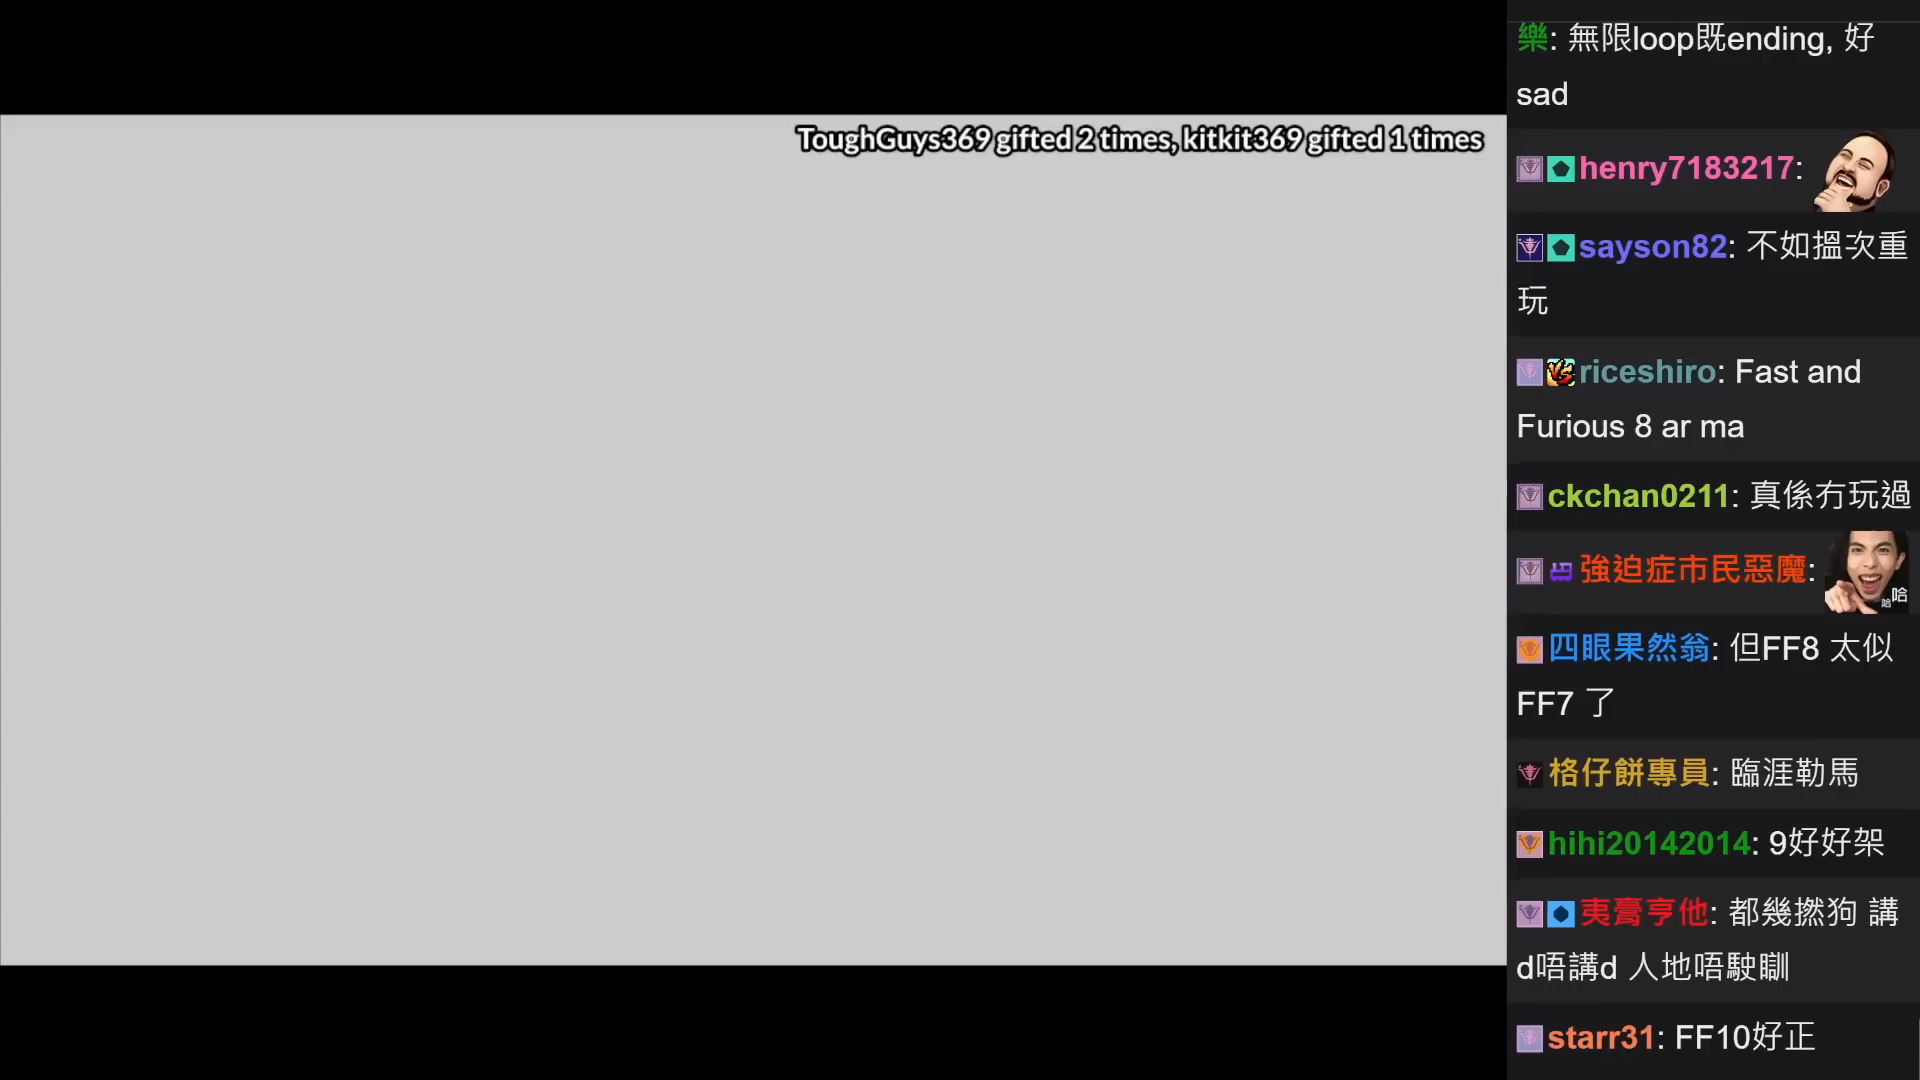 ToughGuys369 gifted 2 times, kitkit369 gifted 1 times
樂: 無限loop既ending, 好
sad
henry7183217:
sayson82: 不如搵次重
玩
riceshiro: Fast and
Furious 8 ar ma
ckchan0211: 真係冇玩過
強迫症市民惡魔:
哈哈
四眼果然翁: 但FF8 太似
FF7 了
格仔餅專員: 臨涯勒馬
hihi20142014: 9好好架
夷膏亨他: 都幾撚狗 講
d唔講d 人地唔駛瞓
starr31: FF10好正